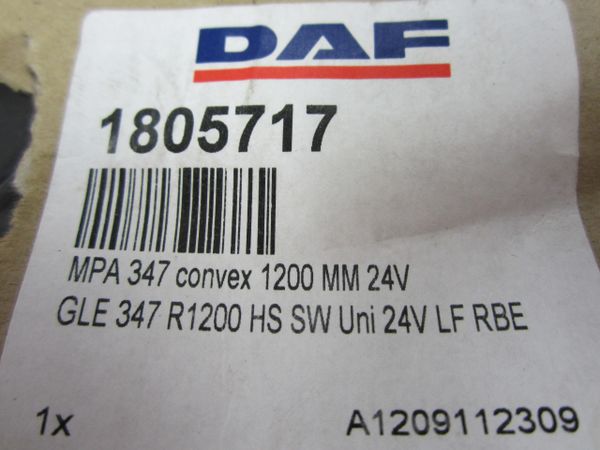 DAF
1805717
MPA 347 convex 1200 MM 24V
GLE 347 R1200 HS SW Uni 24V LF RBE
1x A1209112309